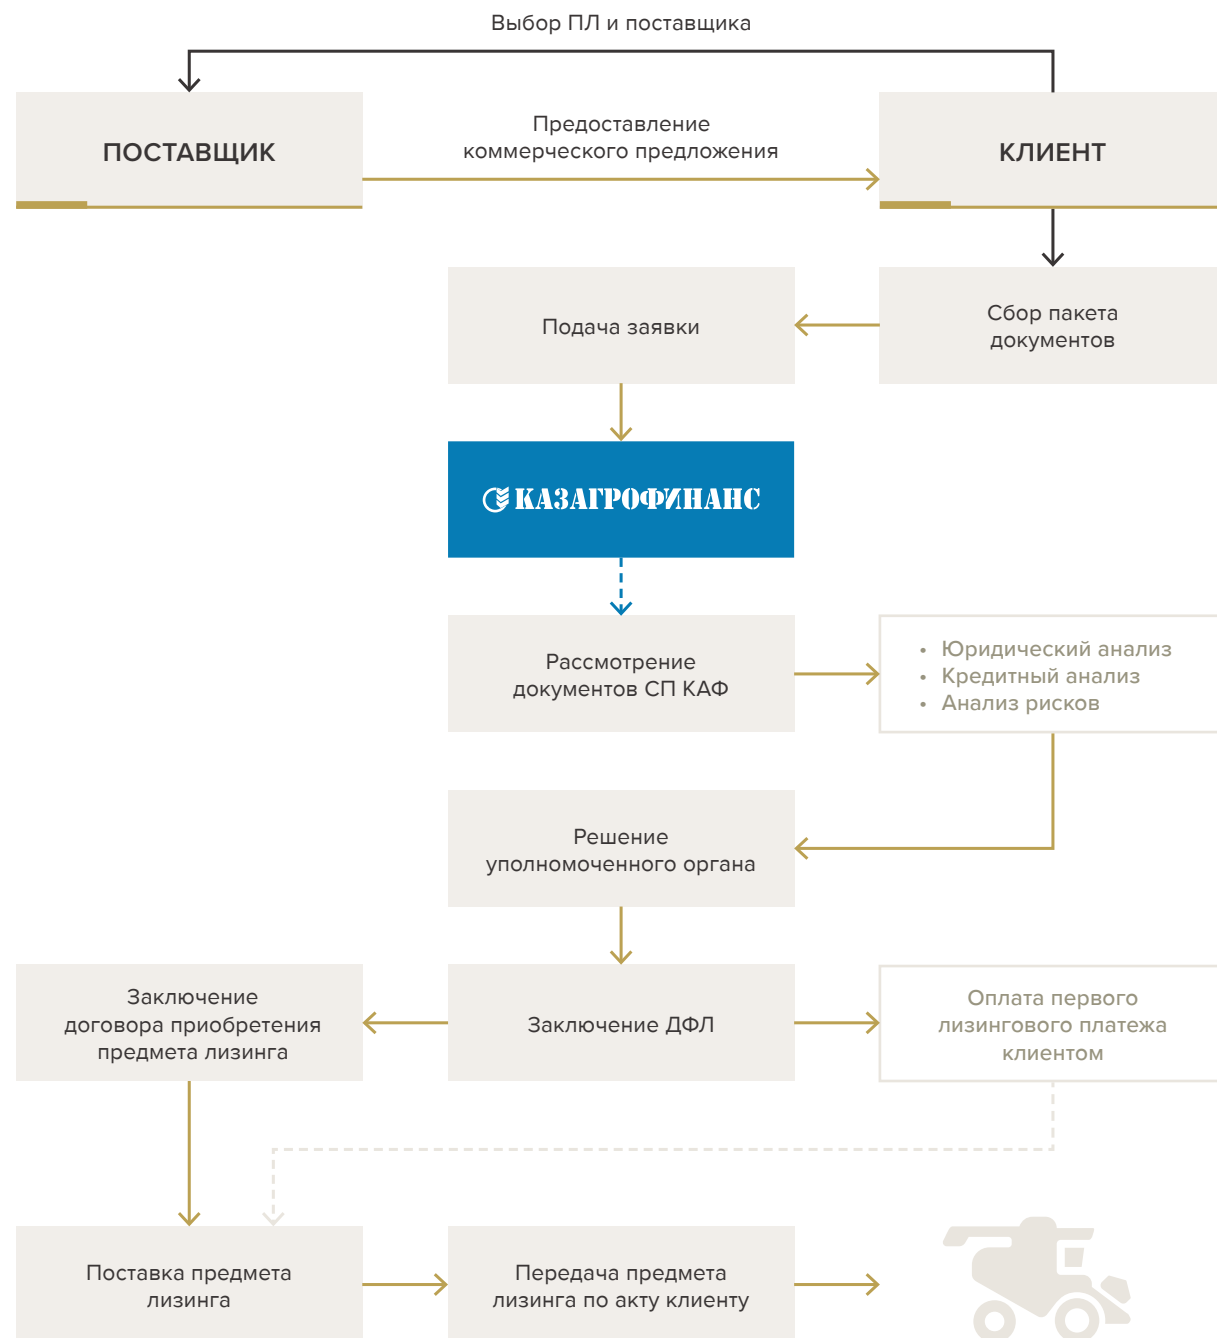 Выбор ПЛ и поставщика
ПОСТАВЩИК
Предоставление
коммерческого предложения
КЛИЕНТ
Подача заявки
Сбор пакета
документов
КАЗАГРОФИНАНС
Рассмотрение
документов СП КАФ
• Юридический анализ
• Кредитный анализ
• Анализ рисков
Решение
уполномоченного органа
Заключение
договора приобретения
предмета лизинга
Заключение ДФЛ
Оплата первого
лизингового платежа
клиентом
Поставка предмета
лизинга
Передача предмета
лизинга по акту клиенту